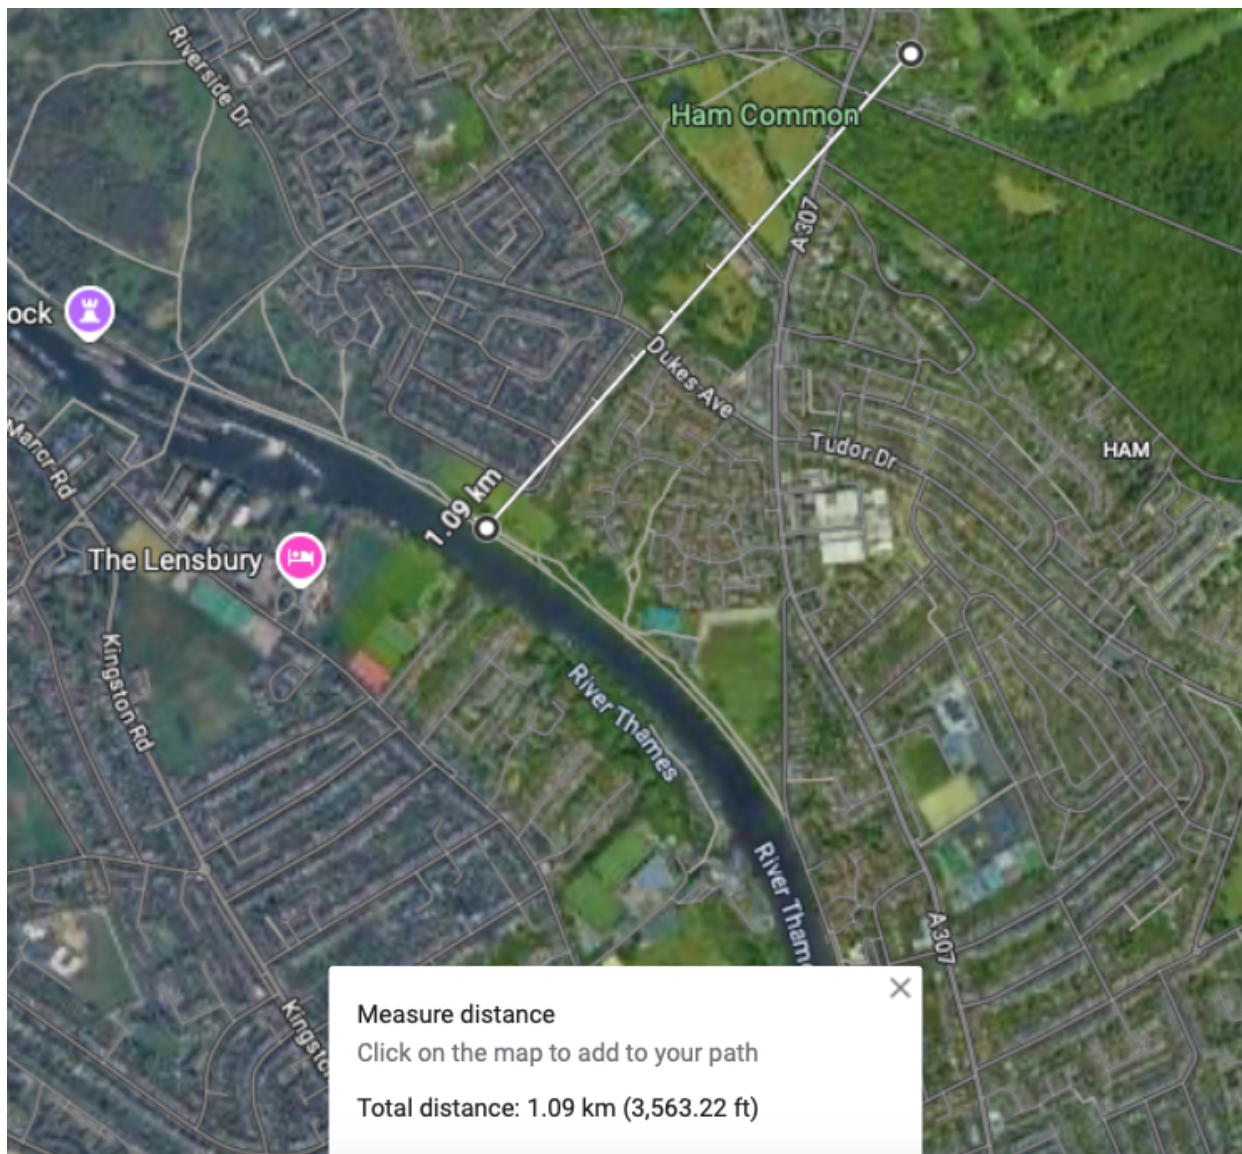 Riverside Dr
Ham Common
A307
ock
Dukes Ave
Tudor Dr
HAM
Manor Rd
1.09 km
The Lensbury
Kingston Rd
River Thames
River Thame
A307
Kingsto
Measure distance
Click on the map to add to your path
Total distance: 1.09 km (3,563.22 ft)